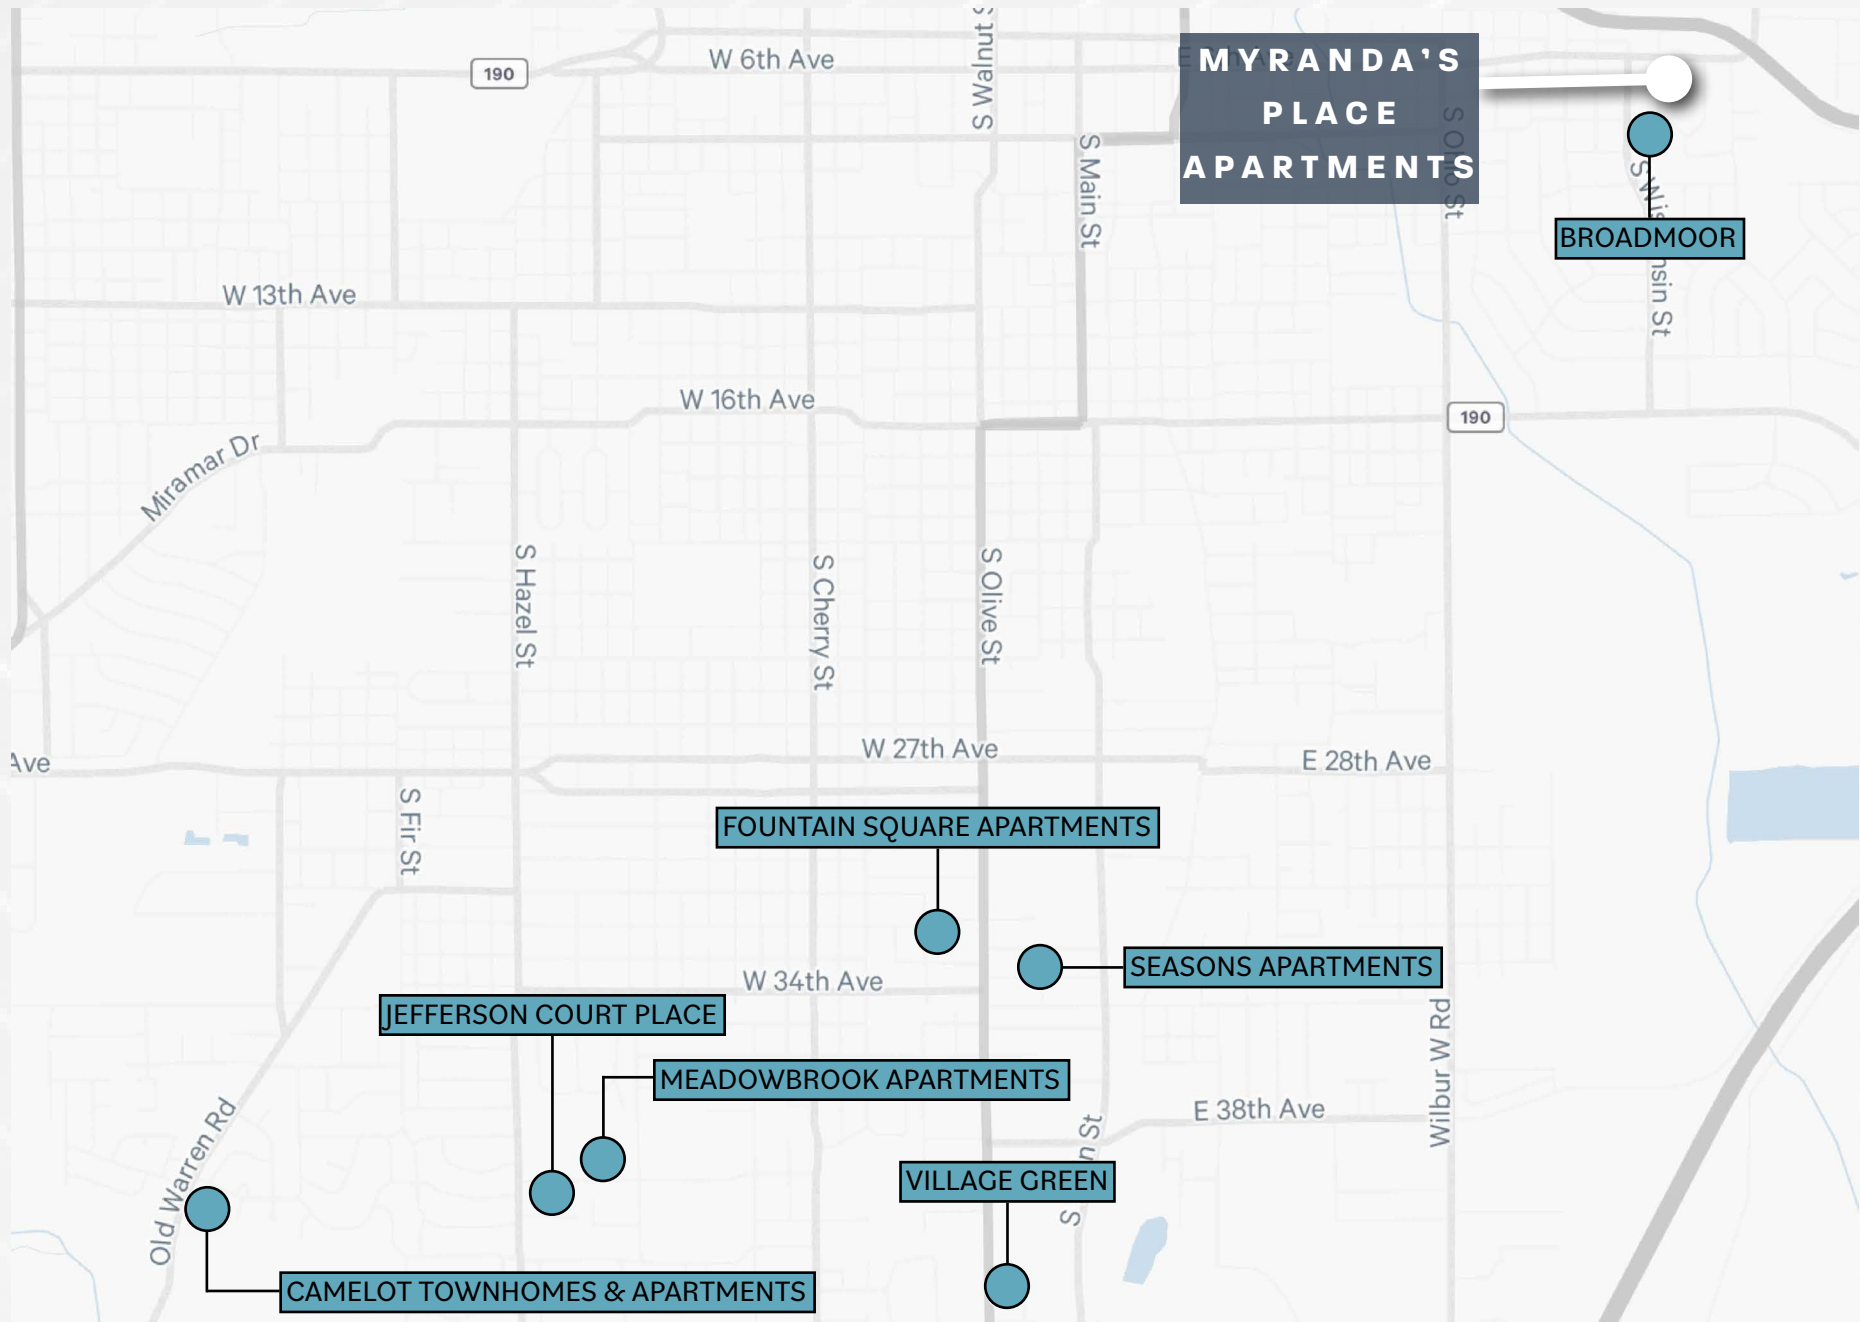 W 6th Ave
190
S Walnut S
MYRANDA'S
PLACE
APARTMENTS
S Main St
BROADMOOR
W 13th Ave
W 16th Ave
190
Miramar Dr
S Hazel St
S Cherry St
S Olive St
W 27th Ave
E 28th Ave
Ave
S Fir St
FOUNTAIN SQUARE APARTMENTS
SEASONS APARTMENTS
W 34th Ave
JEFFERSON COURT PLACE
MEADOWBROOK APARTMENTS
Wilbur W Rd
E 38th Ave
Old Warren Rd
VILLAGE GREEN
S n St
CAMELOT TOWNHOMES & APARTMENTS